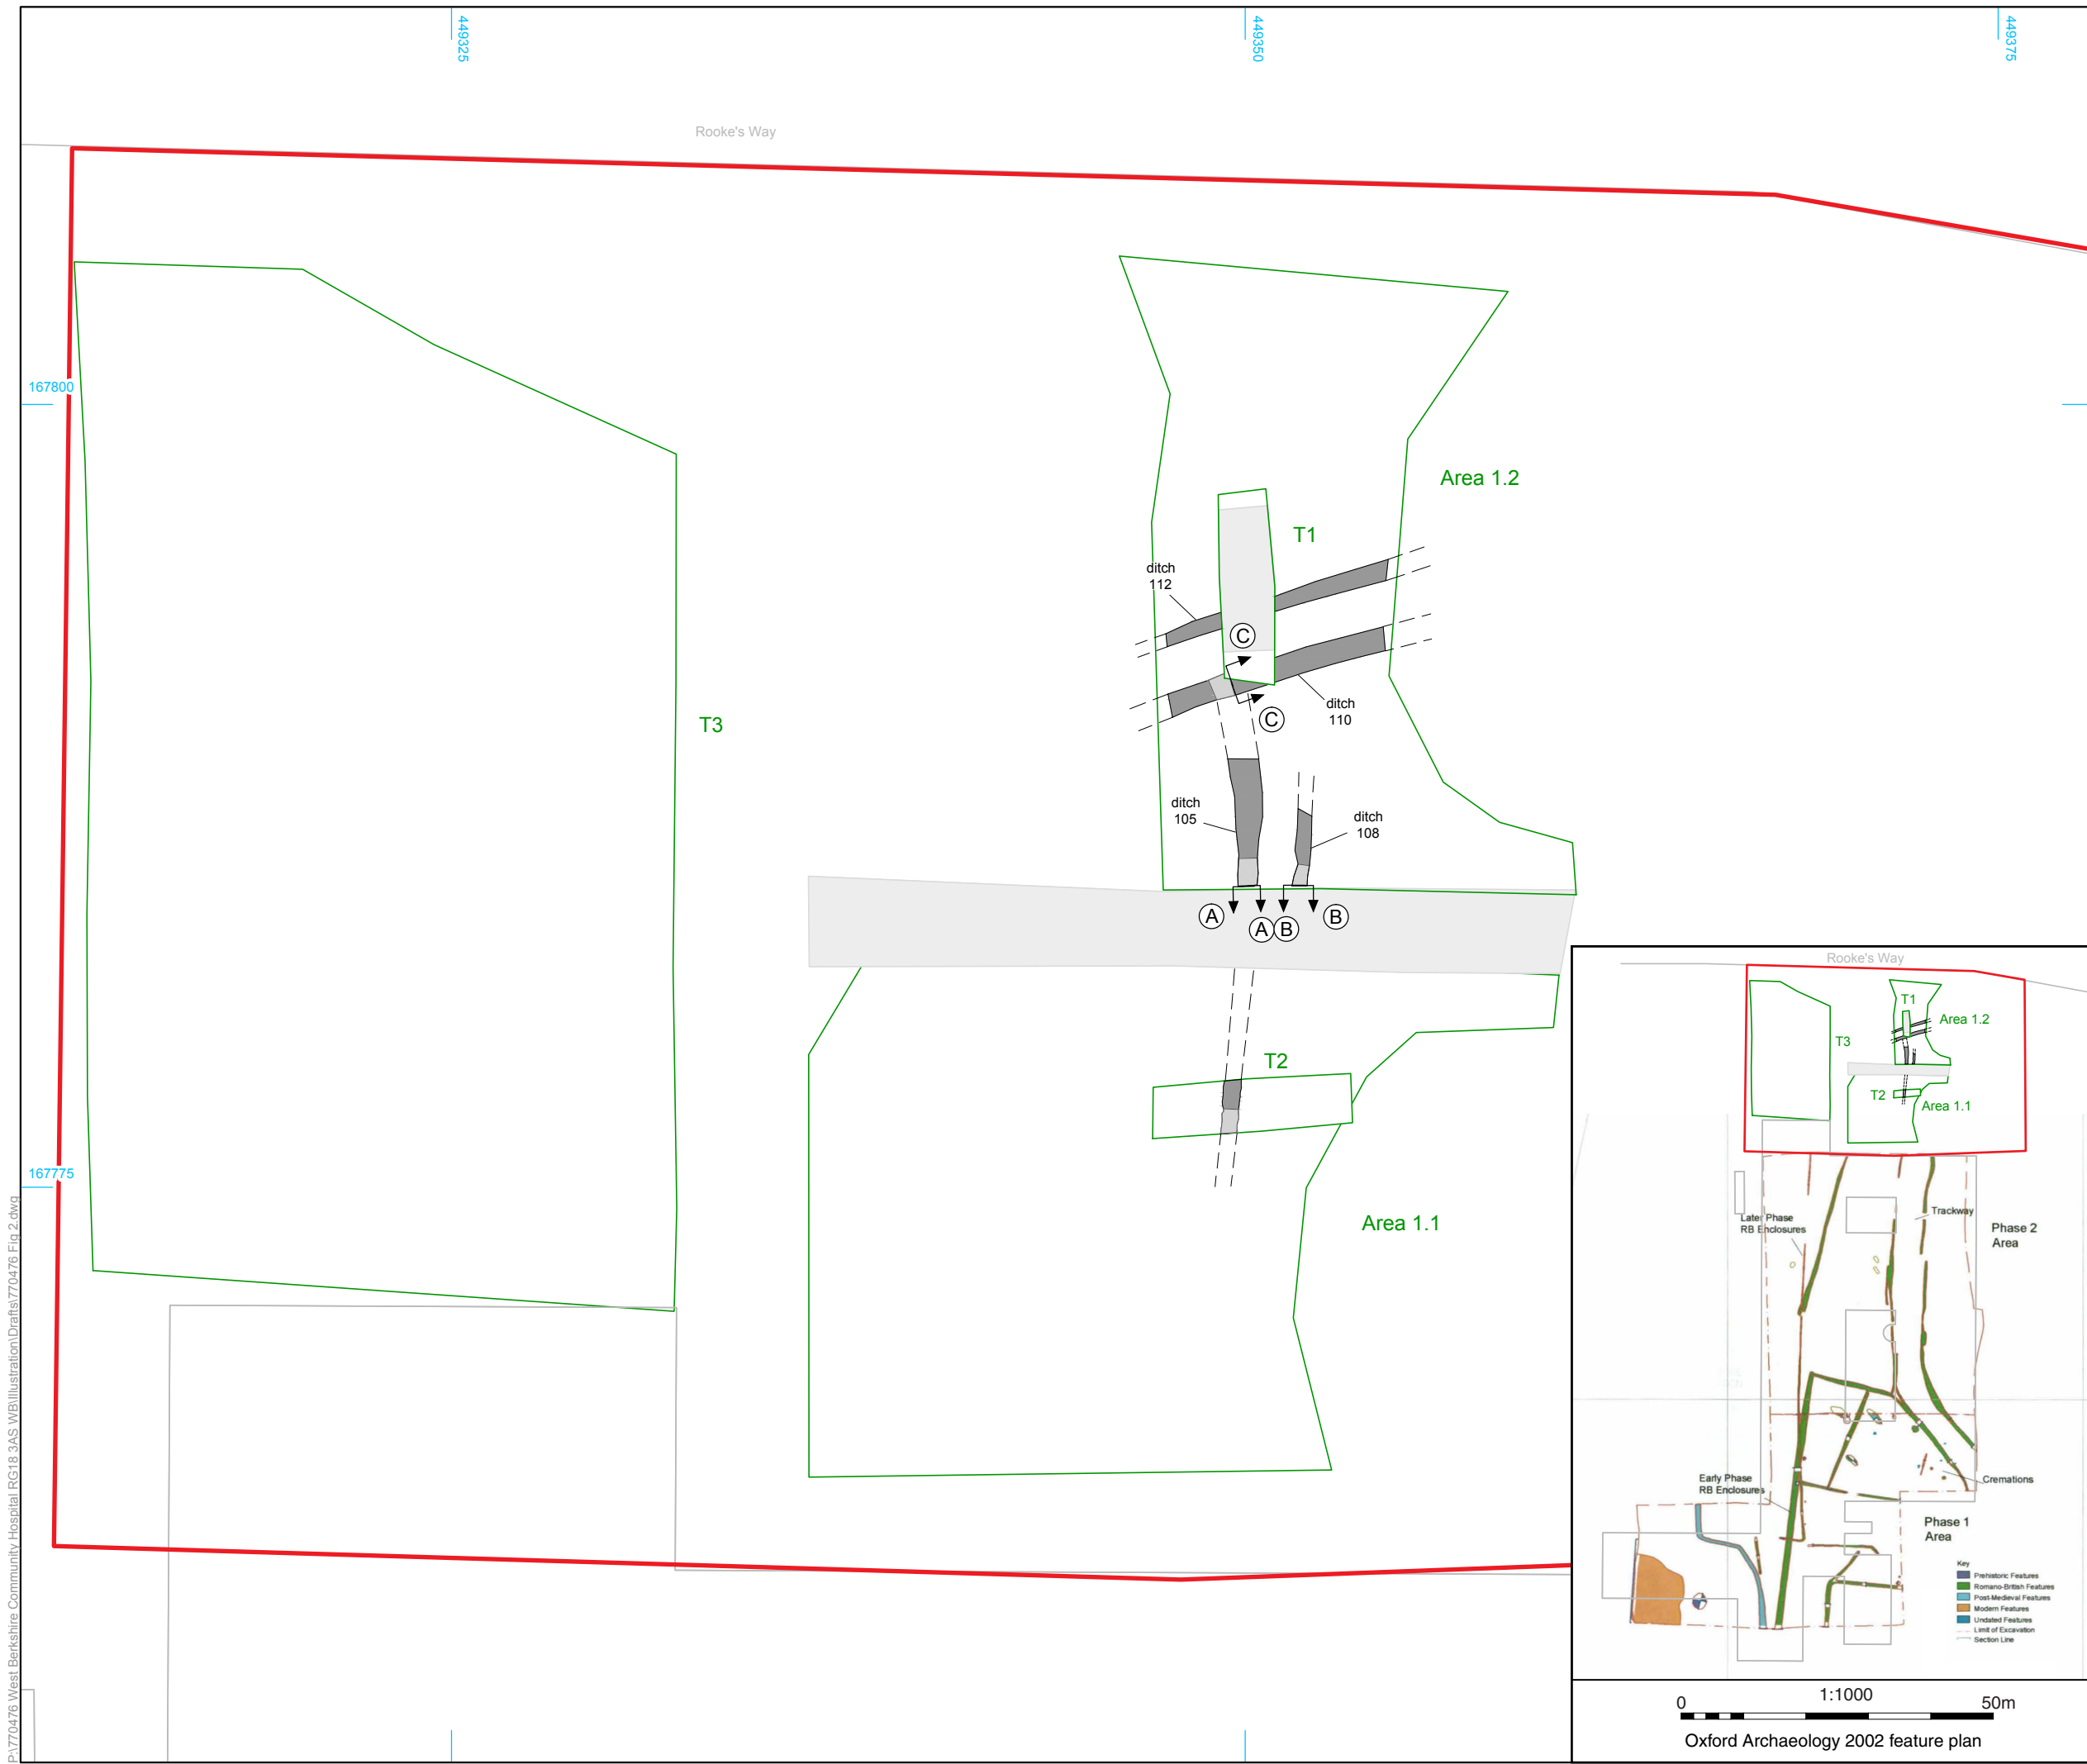 449325
449350
449375
Rooke's Way
167800
Area 1.2
T1
ditch
112
C
T3
C
ditch
110
ditch
105
ditch
108
A
A
B
B
T2
167775
Area 1.1
P:\770476 West Berkshire Community Hospital RG18 3AS WB\Illustration\Drafts\770476 Fig 2.dwg
Rooke's Way
T1
Area 1.2
T3
T2
Area 1.1
Later Phase
RB Enclosures
Trackway
Phase 2
Area
Early Phase
RB Enclosures
Cremations
Phase 1
Area
Key
Prehistoric Features
Romano-British Features
Post-Medieval Features
Modern Features
Undated Features
Limit of Excavation
Section Line
0
1:1000
50m
Oxford Archaeology 2002 feature plan